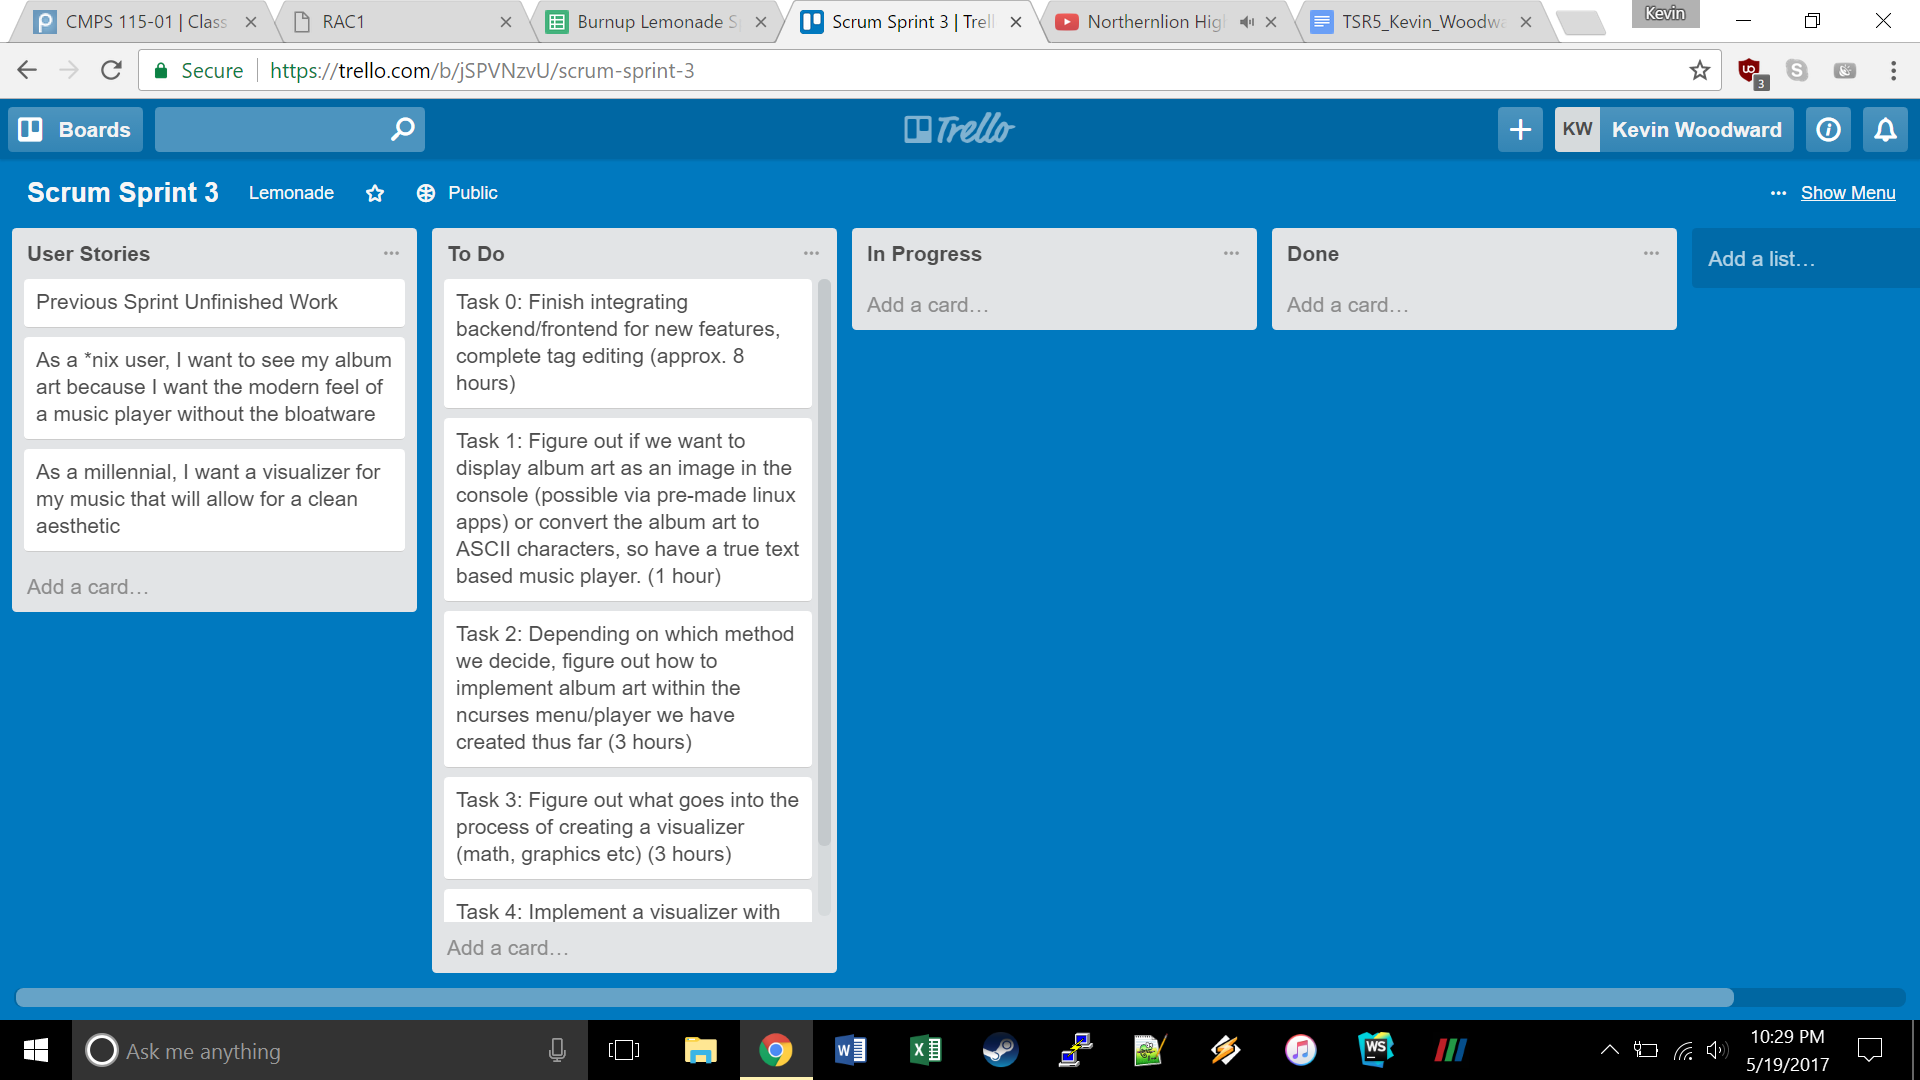 CMPS 115-01 | Class
RAC1
Burnup Lemonade S
Scrum Sprint 3 | Trell
Northernlion High
TSR5_Kevin_Woodwa
Kevin
Secure
https://trello.com/b/jSPVNzvU/scrum-sprint-3
3
Boards
Trello
KW
Kevin Woodward
Scrum Sprint 3
Lemonade
Public
Show Menu
User Stories
Previous Sprint Unfinished Work
As a *nix user, I want to see my album
art because I want the modern feel of
a music player without the bloatware
As a millennial, I want a visualizer for
my music that will allow for a clean
aesthetic
Add a card…
To Do
Task 0: Finish integrating
backend/frontend for new features,
complete tag editing (approx. 8
hours)
Task 1: Figure out if we want to
display album art as an image in the
console (possible via pre-made linux
apps) or convert the album art to
ASCII characters, so have a true text
based music player. (1 hour)
Task 2: Depending on which method
we decide, figure out how to
implement album art within the
ncurses menu/player we have
created thus far (3 hours)
Task 3: Figure out what goes into the
process of creating a visualizer
(math, graphics etc) (3 hours)
Task 4: Implement a visualizer with
Add a card…
In Progress
Add a card…
Done
Add a card…
Add a list…
Ask me anything
WS
10:29 PM
5/19/2017